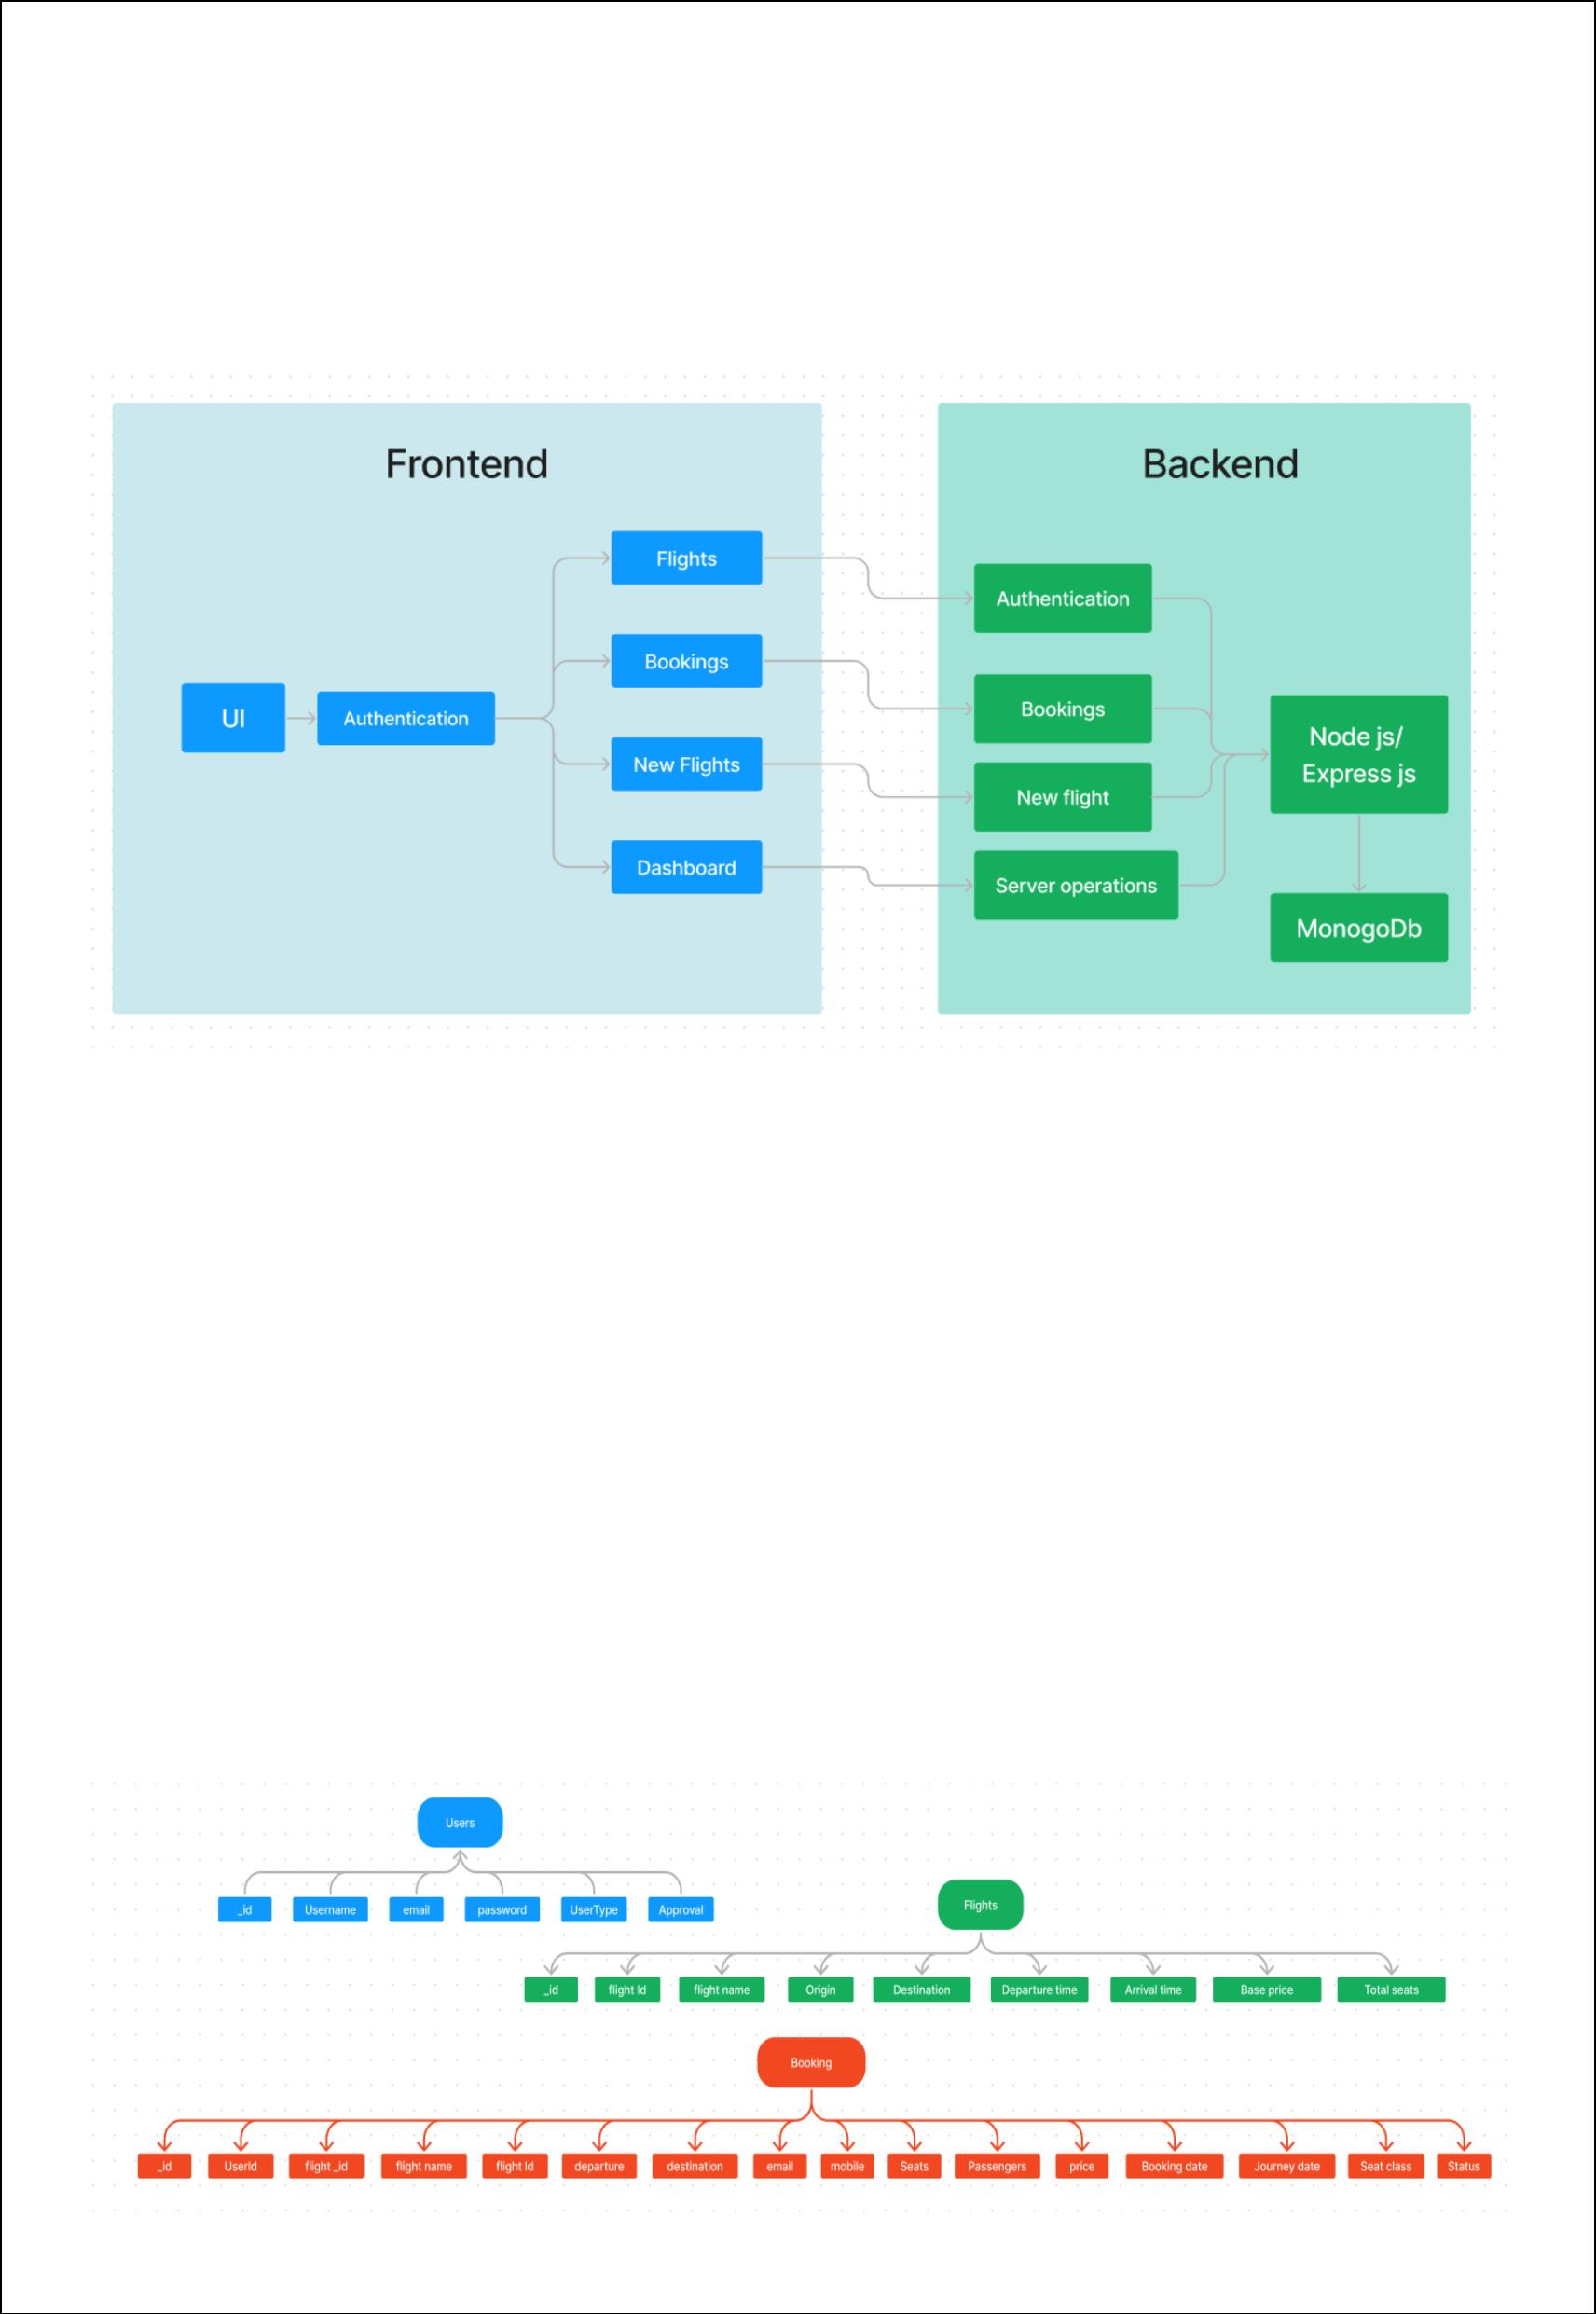 Frontend
Backend
Flights
Authentication
Bookings
Bookings
UI
Authentication
Node js/
Express js
New Flights
New flight
Dashboard
Server operations
MonogoDb
Users
_id
Username
email
password
UserType
Approval
Flights
_id
flight Id
flight name
Origin
Destination
Departure time
Arrival time
Base price
Total seats
Booking
_id
UserId
flight _id
flight name
flight Id
departure
destination
email
mobile
Seats
Passengers
price
Booking date
Journey date
Seat class
Status